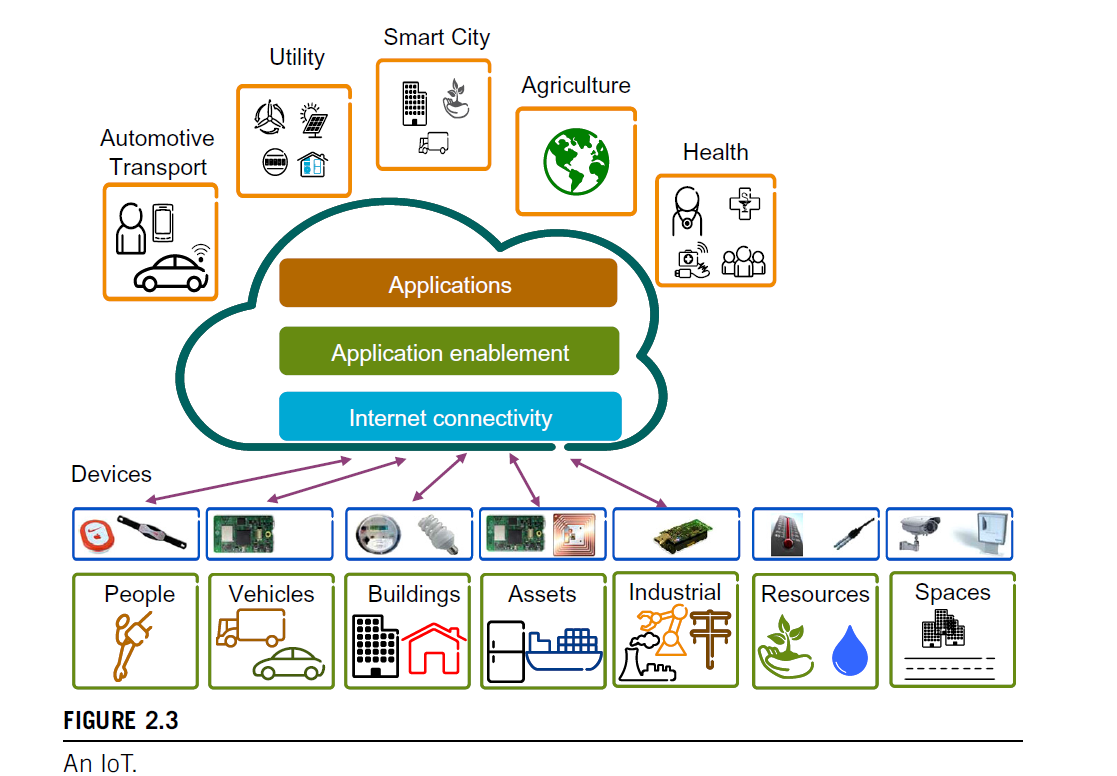 Smart City
Utility
Agriculture
Automotive
Transport
Health
Applications
Application enablement
Internet connectivity
Devices
People
Vehicles
Buildings
Assets
Industrial
Resources
Spaces
FIGURE 2.3
An IoT.